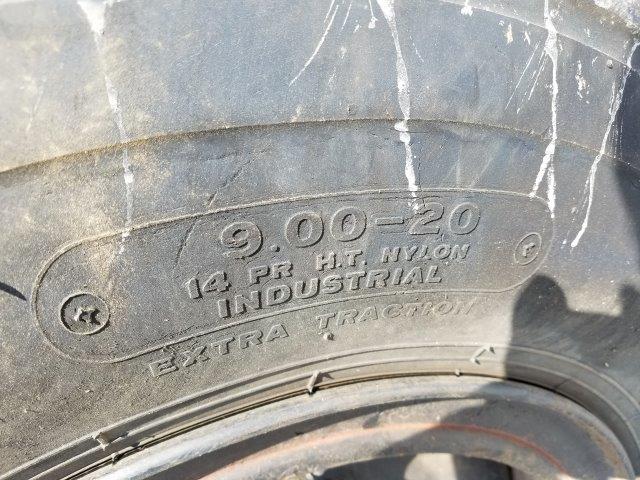 9.00-20
14 PR H.T. NYLON
INDUSTRIAL
EXTRA TRACTION